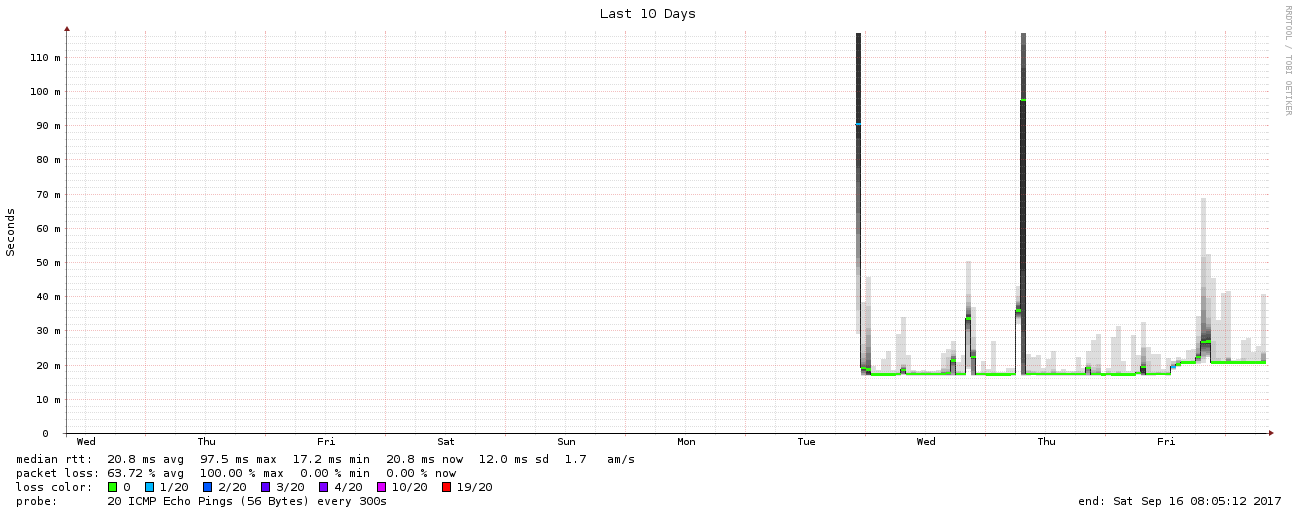 Last 10 Days
RRDTOOL / TOBI OETIKER
Seconds
110 m
100 m
90 m
80 m
70 m
60 m
50 m
40 m
30 m
20 m
10 m
0
Wed Thu Fri Sat Sun Mon Tue Wed Thu Fri
median rtt: 20.8 ms avg 97.5 ms max 17.2 ms min 20.8 ms now 12.0 ms sd 1.7 am/s
packet loss: 63.72 % avg 100.00 % max 0.00 % min 0.00 % now
loss color: 0 1/20 2/20 3/20 4/20 10/20 19/20
probe: 20 ICMP Echo Pings (56 Bytes) every 300s end: Sat Sep 16 08:05:12 2017